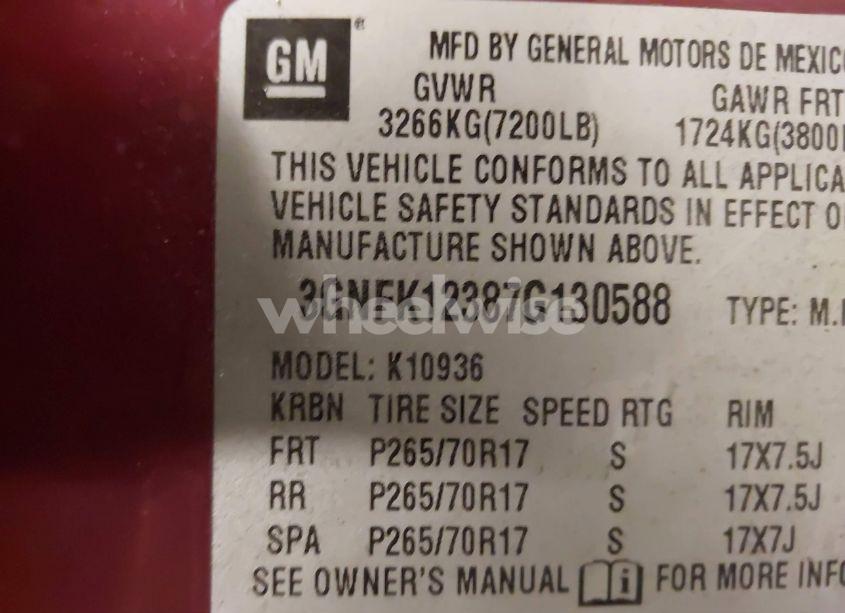 GM
MFD BY GENERAL MOTORS DE MEXICO
GVWR GAWR FRT
3266KG(7200LB) 1724KG(3800
THIS VEHICLE CONFORMS TO ALL APPLICA
VEHICLE SAFETY STANDARDS IN EFFECT O
MANUFACTURE SHOWN ABOVE.
3GNFK12387G130588 TYPE: M.
wheelwise
MODEL: K10936
KRBN TIRE SIZE SPEED RTG RIM
FRT P265/70R17 S 17X7.5J
RR P265/70R17 S 17X7.5J
SPA P265/70R17 S 17X7J
SEE OWNER'S MANUAL i FOR MORE INFO